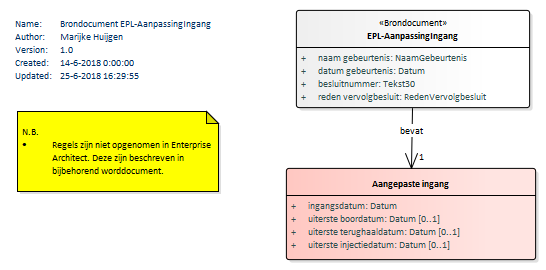 Name: Brondocument EPL-AanpassingIngang
Author: Marijke Huijgen
Version: 1.0
Created: 14-6-2018 0:00:00
Updated: 25-6-2018 16:29:55
N.B.
• Regels zijn niet opgenomen in Enterprise
Architect. Deze zijn beschreven in
bijbehorend worddocument.
«Brondocument»
EPL-AanpassingIngang
+ naam gebeurtenis: NaamGebeurtenis
+ datum gebeurtenis: Datum
+ besluitnummer: Tekst30
+ reden vervolgbesluit: RedenVervolgbesluit
bevat
1
Aangepaste ingang
+ ingangsdatum: Datum
+ uiterste boordatum: Datum [0..1]
+ uiterste terughaaldatum: Datum [0..1]
+ uiterste injectiedatum: Datum [0..1]